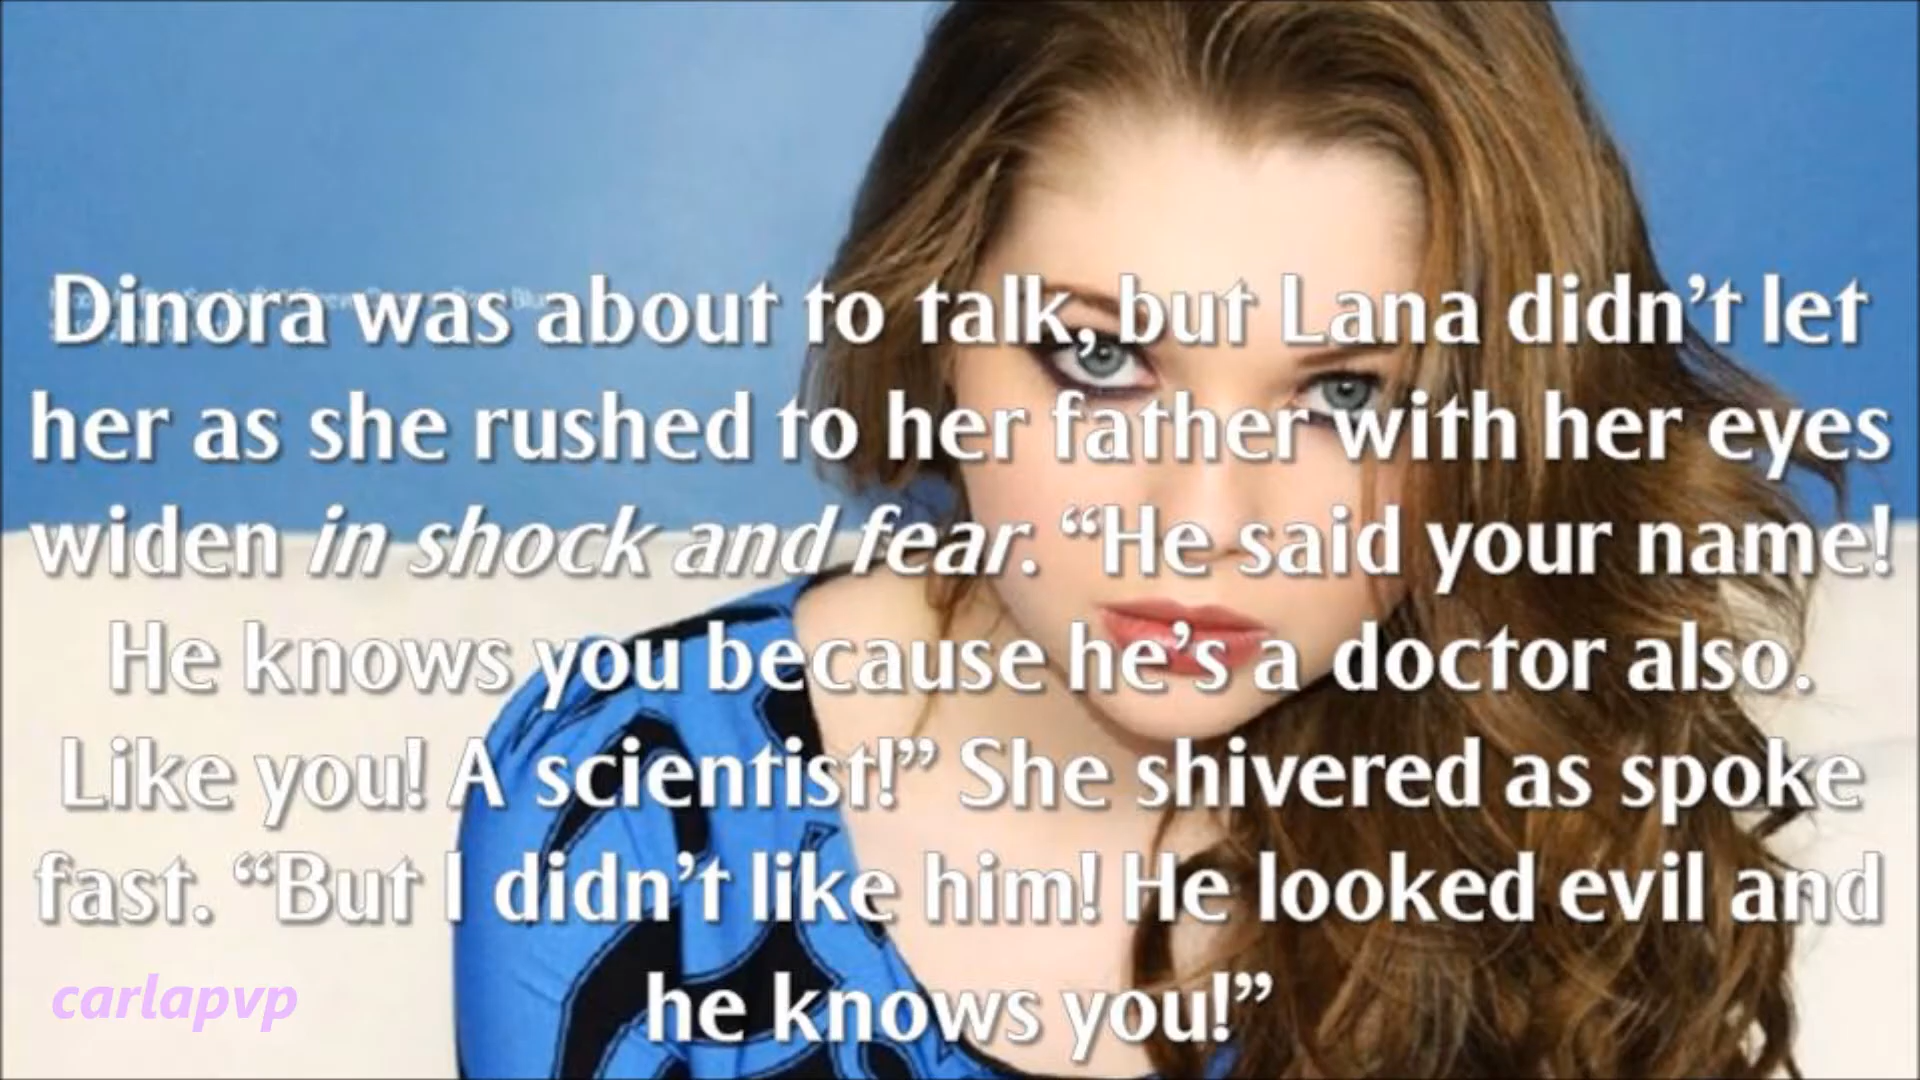 Dinora was about to talk, but Lana didn’t let
her as she rushed to her father with her eyes
widen in shock and fear. “He said your name!
He knows you because he’s a doctor also.
Like you! A scientist!” She shivered as spoke
fast. “But I didn’t like him! He looked evil and
he knows you!”
carlapvp